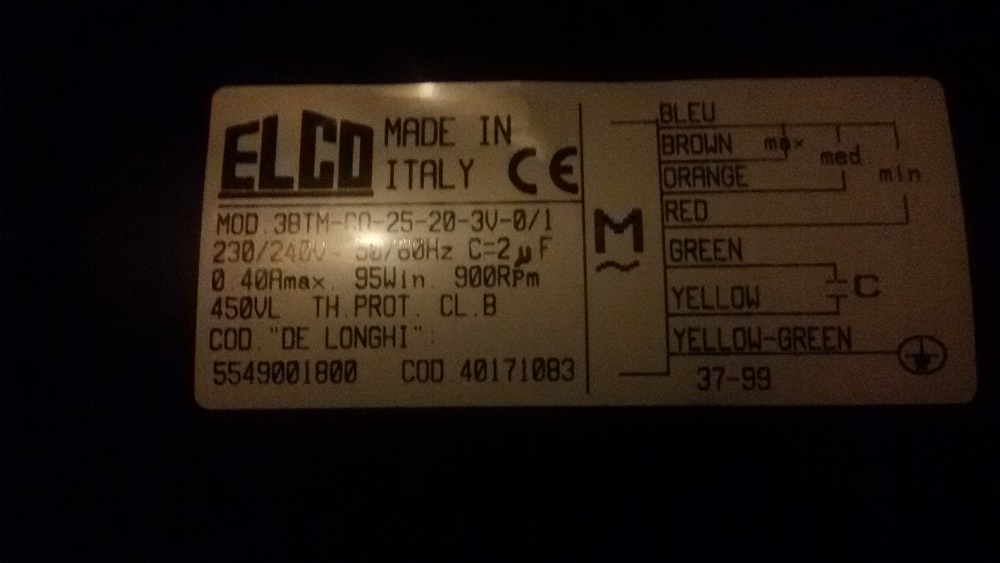 ELCO MADE IN
ITALY CE
MOD.3BTM- -25-20-3V-0/1
230/240V~ 50/60Hz C=2µF
0.40Amax. 95Win. 900RPm
450VL TH.PROT. CL.B
COD."DE LONGHI":
5549001800 COD.40171083
M
~
BLEU
BROWN max
med
ORANGE
min
RED
GREEN
C
YELLOW
YELLOW-GREEN
37-99